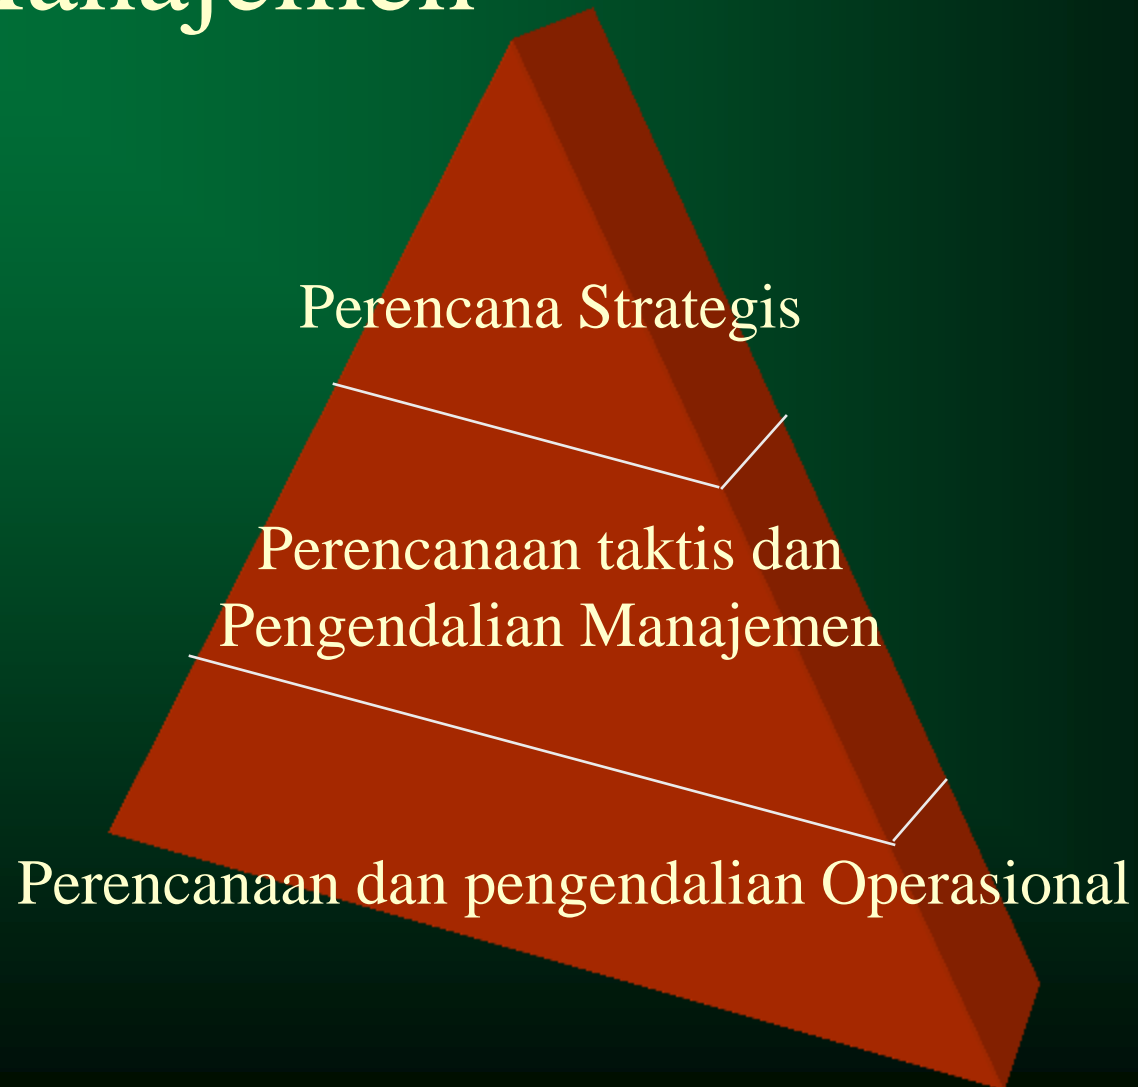 Perencana Strategis
Perencanaan taktis dan
Pengendalian Manajemen
Perencanaan dan pengendalian Operasional